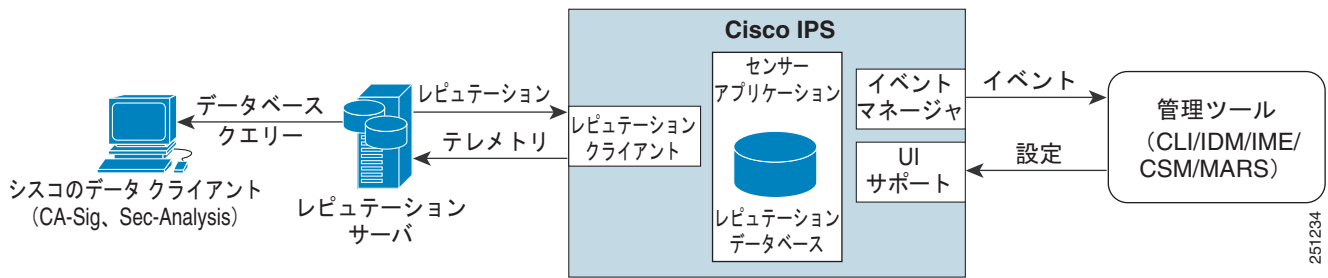 Cisco IPS
データベース
クエリー
シスコのデータ クライアント
（CA-Sig、Sec-Analysis）
レピュテーション
テレメトリ
レピュテーション
サーバ
レピュテーション
クライアント
センサー
アプリケーション
レピュテーション
データベース
イベント
マネージャ
UI
サポート
イベント
設定
管理ツール
（CLI/IDM/IME/
CSM/MARS）
251234